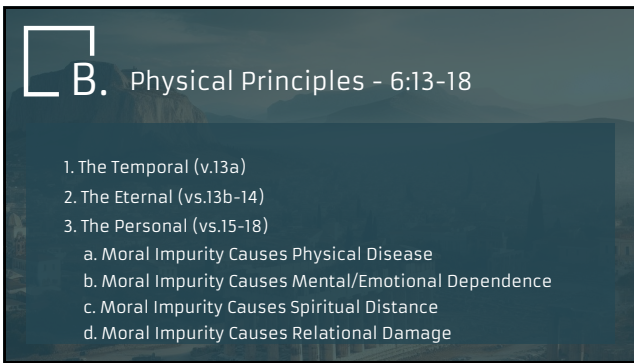 B. Physical Principles - 6:13-18
1. The Temporal (v.13a)
2. The Eternal (vs.13b-14)
3. The Personal (vs.15-18)
a. Moral Impurity Causes Physical Disease
b. Moral Impurity Causes Mental/Emotional Dependence
c. Moral Impurity Causes Spiritual Distance
d. Moral Impurity Causes Relational Damage